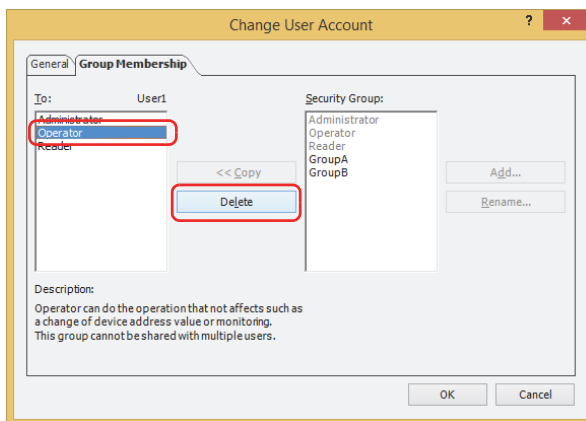 Change User Account
? ×
General Group Membership
To: User1 Security Group:
Administrator Administrator
Operator Operator
Reader Reader
GroupA
<< Copy GroupB Add...
Delete Rename...
Description:
Operator can do the operation that not affects such as
a change of device address value or monitoring.
This group cannot be shared with multiple users.
OK Cancel